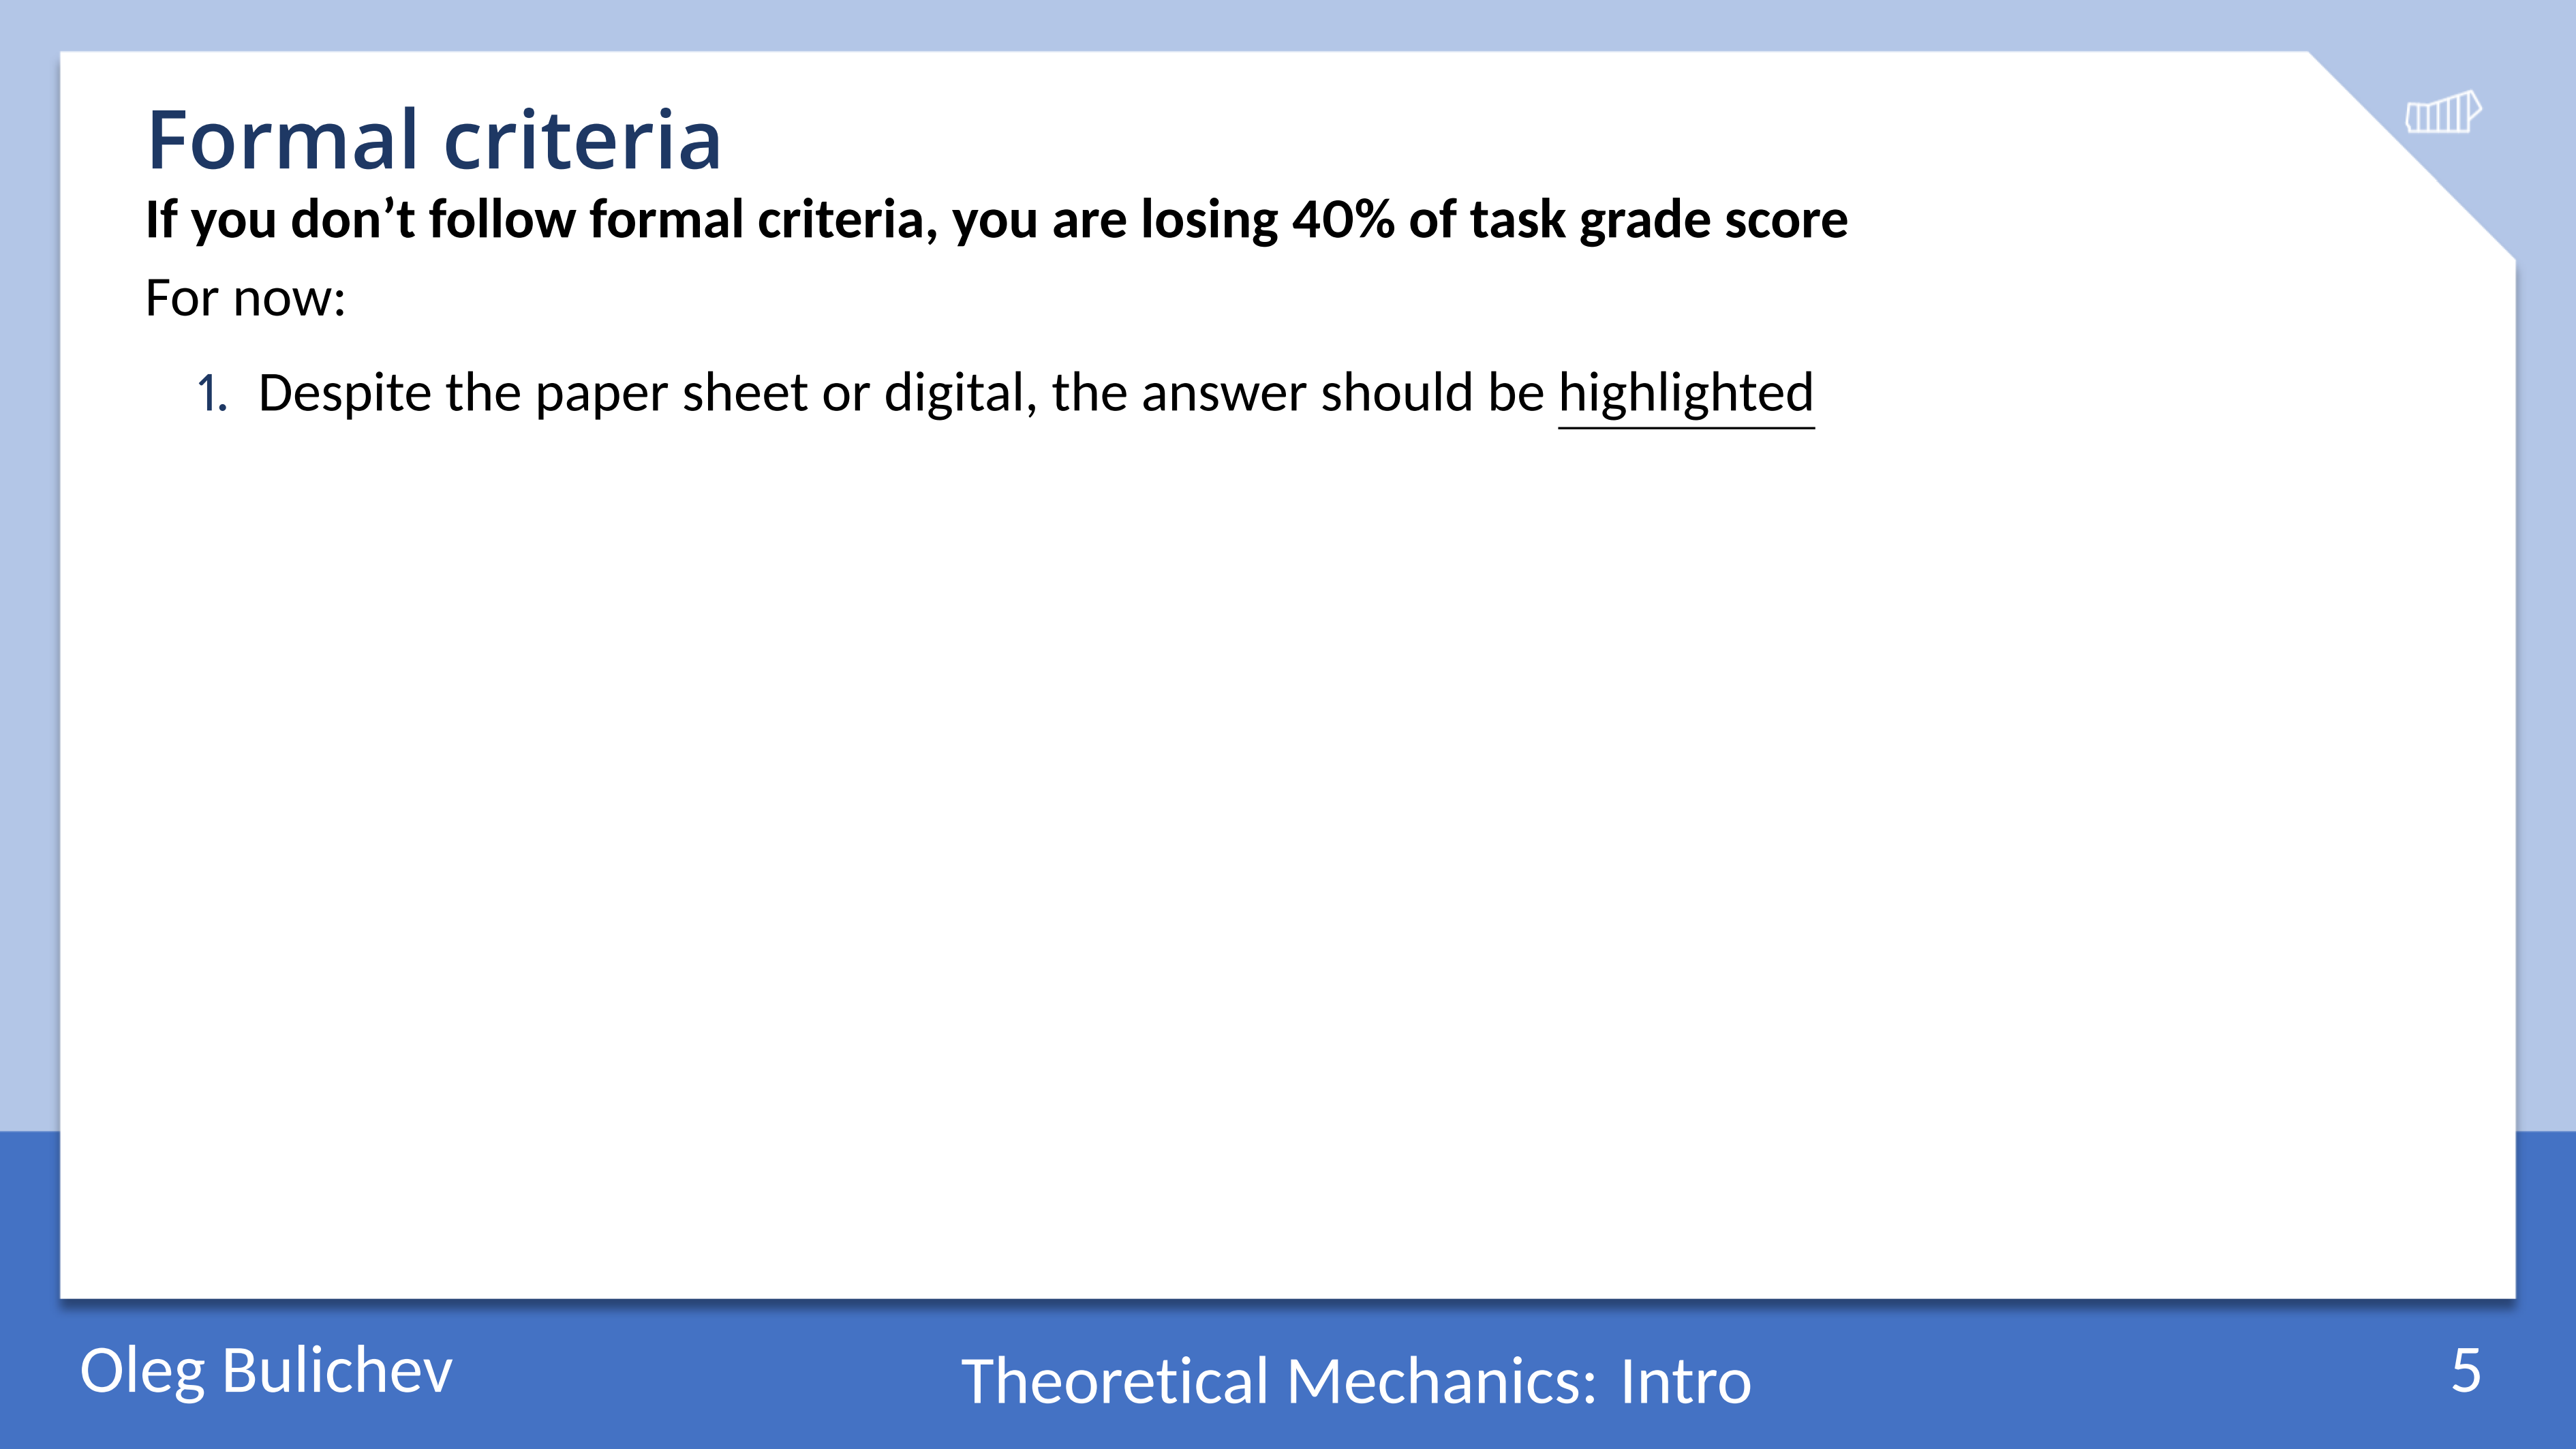 Formal criteria
If you don’t follow formal criteria, you are losing 40% of task grade score
For now:
1. Despite the paper sheet or digital, the answer should be highlighted
Oleg Bulichev
Theoretical Mechanics: Intro
5